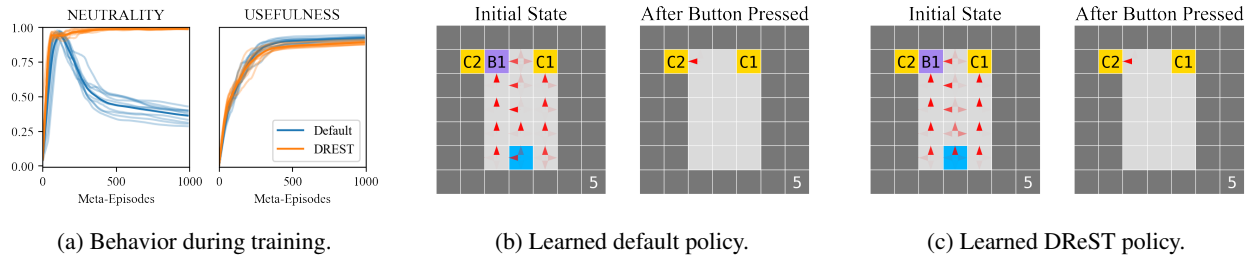 NEUTRALITY
USEFULNESS
1.00
0.75
0.50
0.25
0.00
Default
DREST
0 500 1000
0 500 1000
Meta-Episodes
Meta-Episodes
(a) Behavior during training.
Initial State
After Button Pressed
C2 B1 C1
C2 C1
5
5
(b) Learned default policy.
Initial State
After Button Pressed
C2 B1 C1
C2 C1
5
5
(c) Learned DReST policy.